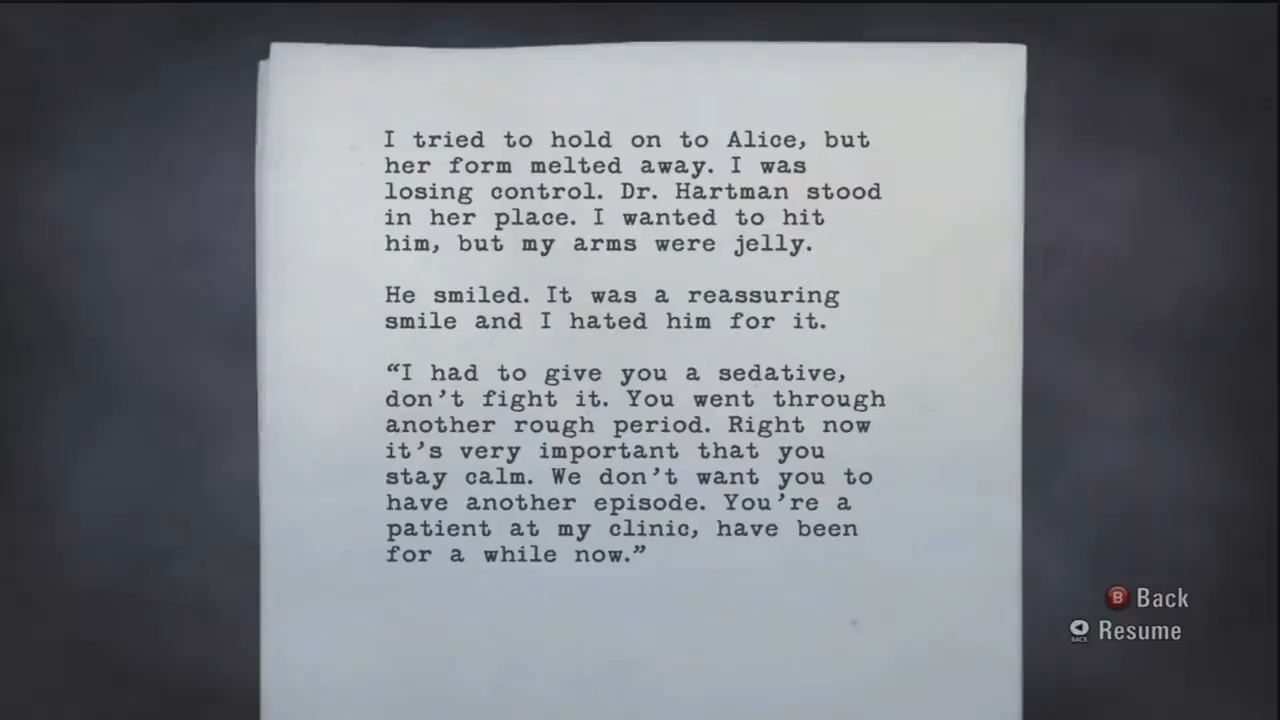 I tried to hold on to Alice, but
her form melted away. I was
losing control. Dr. Hartman stood
in her place. I wanted to hit
him, but my arms were jelly.
He smiled. It was a reassuring
smile and I hated him for it.
“I had to give you a sedative,
don’t fight it. You went through
another rough period. Right now
it’s very important that you
stay calm. We don’t want you to
have another episode. You’re a
patient at my clinic, have been
for a while now.”
B Back
BACK Resume